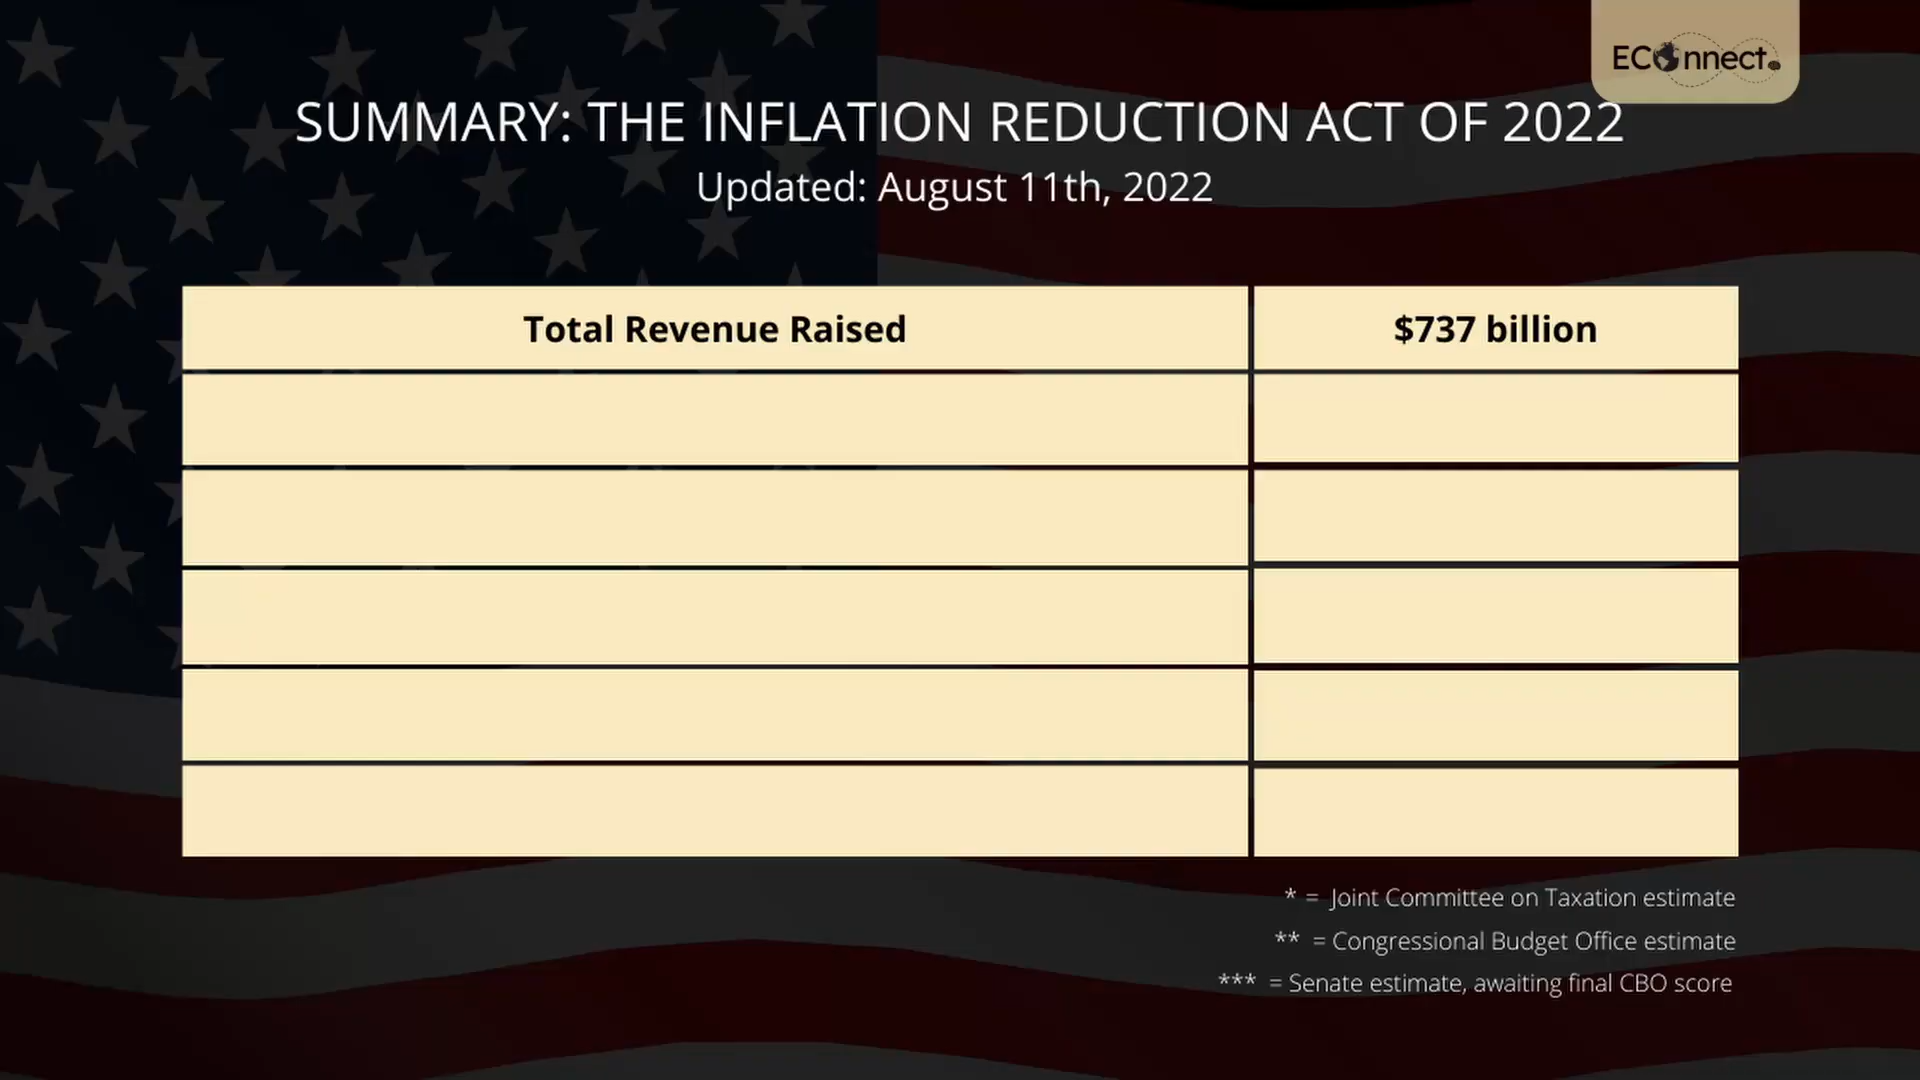 EConnect.
SUMMARY: THE INFLATION REDUCTION ACT OF 2022
Updated: August 11th, 2022
Total Revenue Raised $737 billion
* = Joint Committee on Taxation estimate
** = Congressional Budget Office estimate
*** = Senate estimate, awaiting final CBO score